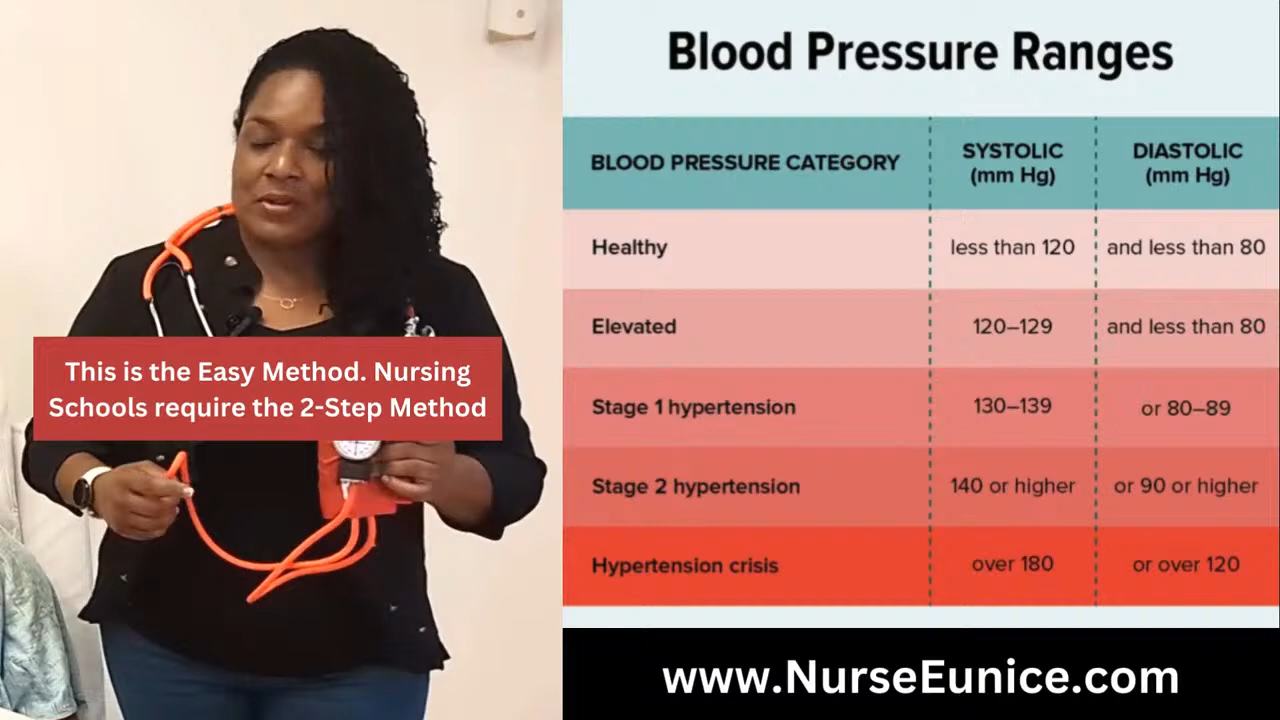 This is the Easy Method. Nursing
Schools require the 2-Step Method
Blood Pressure Ranges
BLOOD PRESSURE CATEGORY SYSTOLIC (mm Hg) DIASTOLIC (mm Hg)
Healthy less than 120 and less than 80
Elevated 120–129 and less than 80
Stage 1 hypertension 130–139 or 80–89
Stage 2 hypertension 140 or higher or 90 or higher
Hypertension crisis over 180 or over 120
www.NurseEunice.com